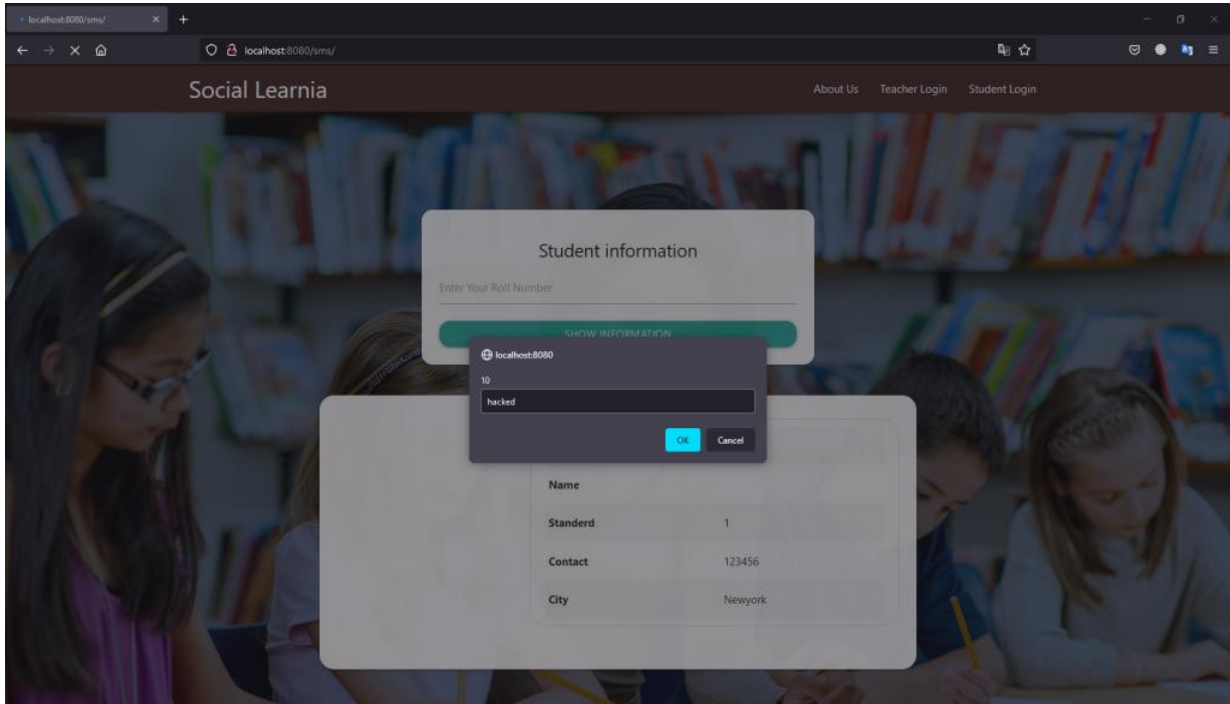 localhost:8080/sms/
localhost:8080/sms/
Social Learnia
About Us Teacher Login Student Login
Student information
Enter Your Roll Number
SHOW INFORMATION
localhost:8080
10
hacked
OK Cancel
Name
Standerd 1
Contact 123456
City Newyork